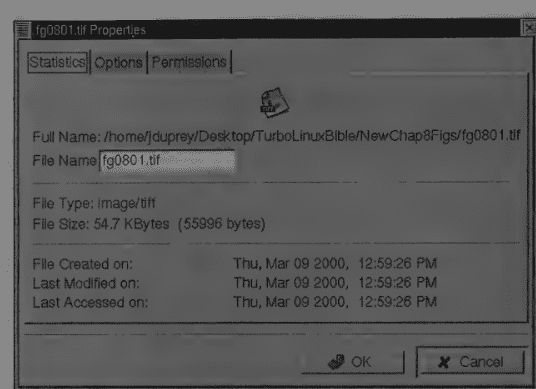 fg0801.tif Properties
Statistics Options Permissions
Full Name: /home/jduprey/Desktop/TurboLinuxBible/NewChap8Figs/fg0801.tif
File Name fg0801.tif
File Type: image/tiff
File Size: 54.7 KBytes (55996 bytes)
File Created on: Thu, Mar 09 2000, 12:59:26 PM
Last Modified on: Thu, Mar 09 2000, 12:59:26 PM
Last Accessed on: Thu, Mar 09 2000, 12:59:26 PM
OK Cancel